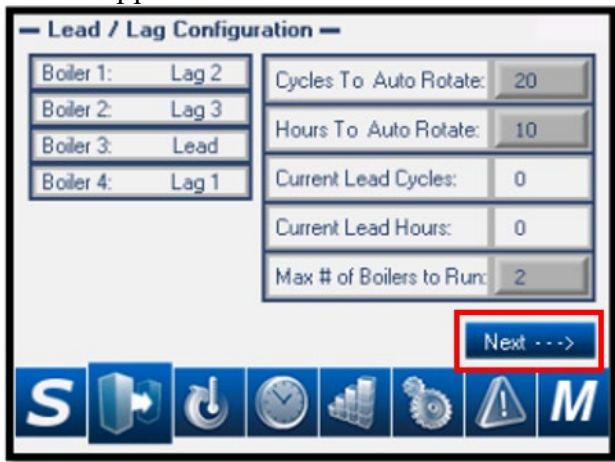 — Lead / Lag Configuration —
Boiler 1: Lag 2
Boiler 2: Lag 3
Boiler 3: Lead
Boiler 4: Lag 1
Cycles To Auto Rotate: 20
Hours To Auto Rotate: 10
Current Lead Cycles: 0
Current Lead Hours: 0
Max # of Boilers to Run: 2
Next --->
S
M